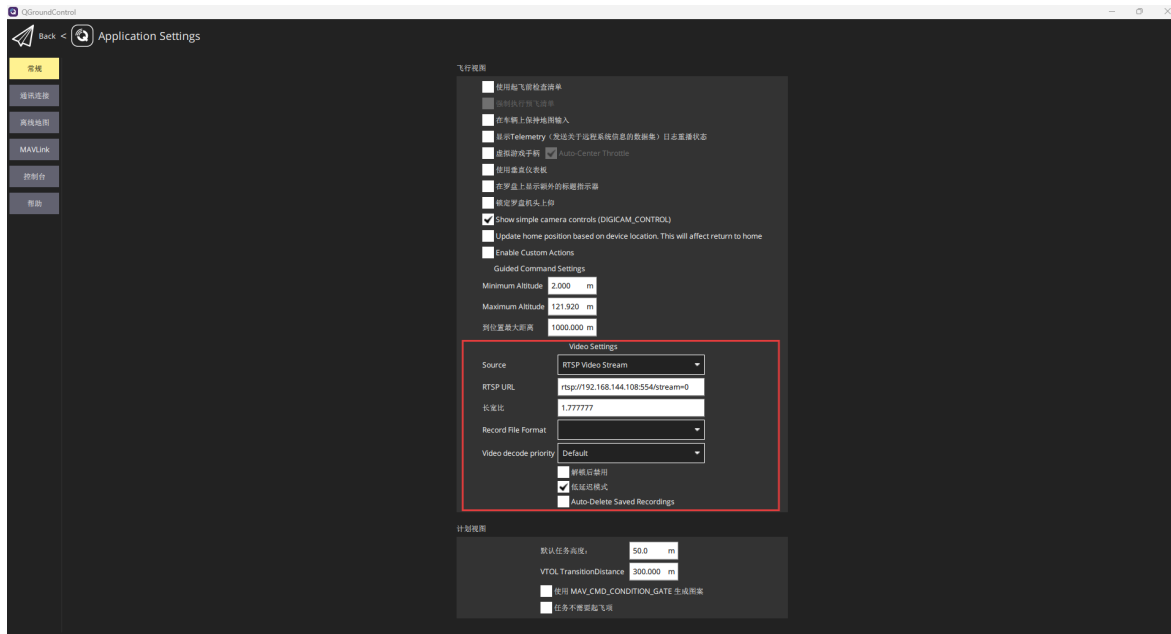 QGroundControl
Back < Application Settings
常规
通讯连接
离线地图
MAVLink
控制台
帮助
飞行视图
使用起飞前检查清单
强制执行预飞清单
在车辆上保持地图输入
显示Telemetry（发送关于远程系统信息的数据集）日志重播状态
虚拟游戏手柄 Auto-Center Throttle
使用垂直仪表板
在罗盘上显示额外的标题指示器
锁定罗盘机头上仰
Show simple camera controls (DIGICAM_CONTROL)
Update home position based on device location. This will affect return to home
Enable Custom Actions
Guided Command Settings
Minimum Altitude 2.000 m
Maximum Altitude 121.920 m
到位置最大距离 1000.000 m
Video Settings
Source RTSP Video Stream
RTSP URL rtsp://192.168.144.108:554/stream=0
长宽比 1.777777
Record File Format
Video decode priority Default
解锁后禁用
低延迟模式
Auto-Delete Saved Recordings
计划视图
默认任务高度: 50.0 m
VTOL TransitionDistance 300.000 m
使用 MAV_CMD_CONDITION_GATE 生成图案
任务不需要起飞项